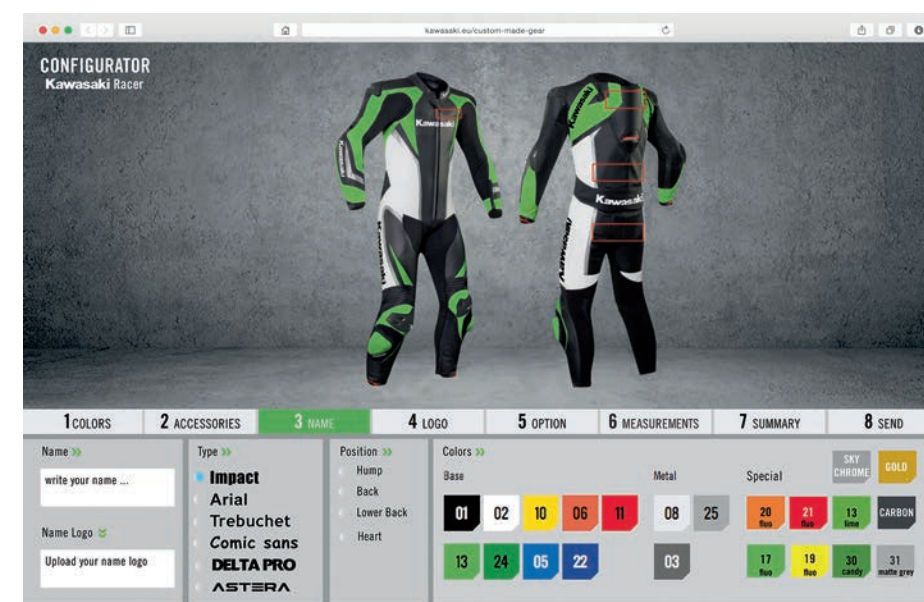 kawasaki.eu/custom-made-gear
CONFIGURATOR
Kawasaki Racer
Kawasaki
Kawasaki
Kawasaki
Kawasaki
Kawasaki
Kawasaki
1 COLORS
2 ACCESSORIES
3 NAME
4 LOGO
5 OPTION
6 MEASUREMENTS
7 SUMMARY
8 SEND
Name »
write your name ...
Name Logo
Upload your name logo
Type »
Impact
Arial
Trebuchet
Comic sans
DELTA PRO
ASTERA
Position »
Hump
Back
Lower Back
Heart
Colors »
Base
01 02 10 06 11
13 24 05 22
Metal
08 25
03
Special
SKY CHROME
GOLD
20 fluo
21 fluo
13 lime
CARBON
17 fluo
19 fluo
30 candy
31 matte grey